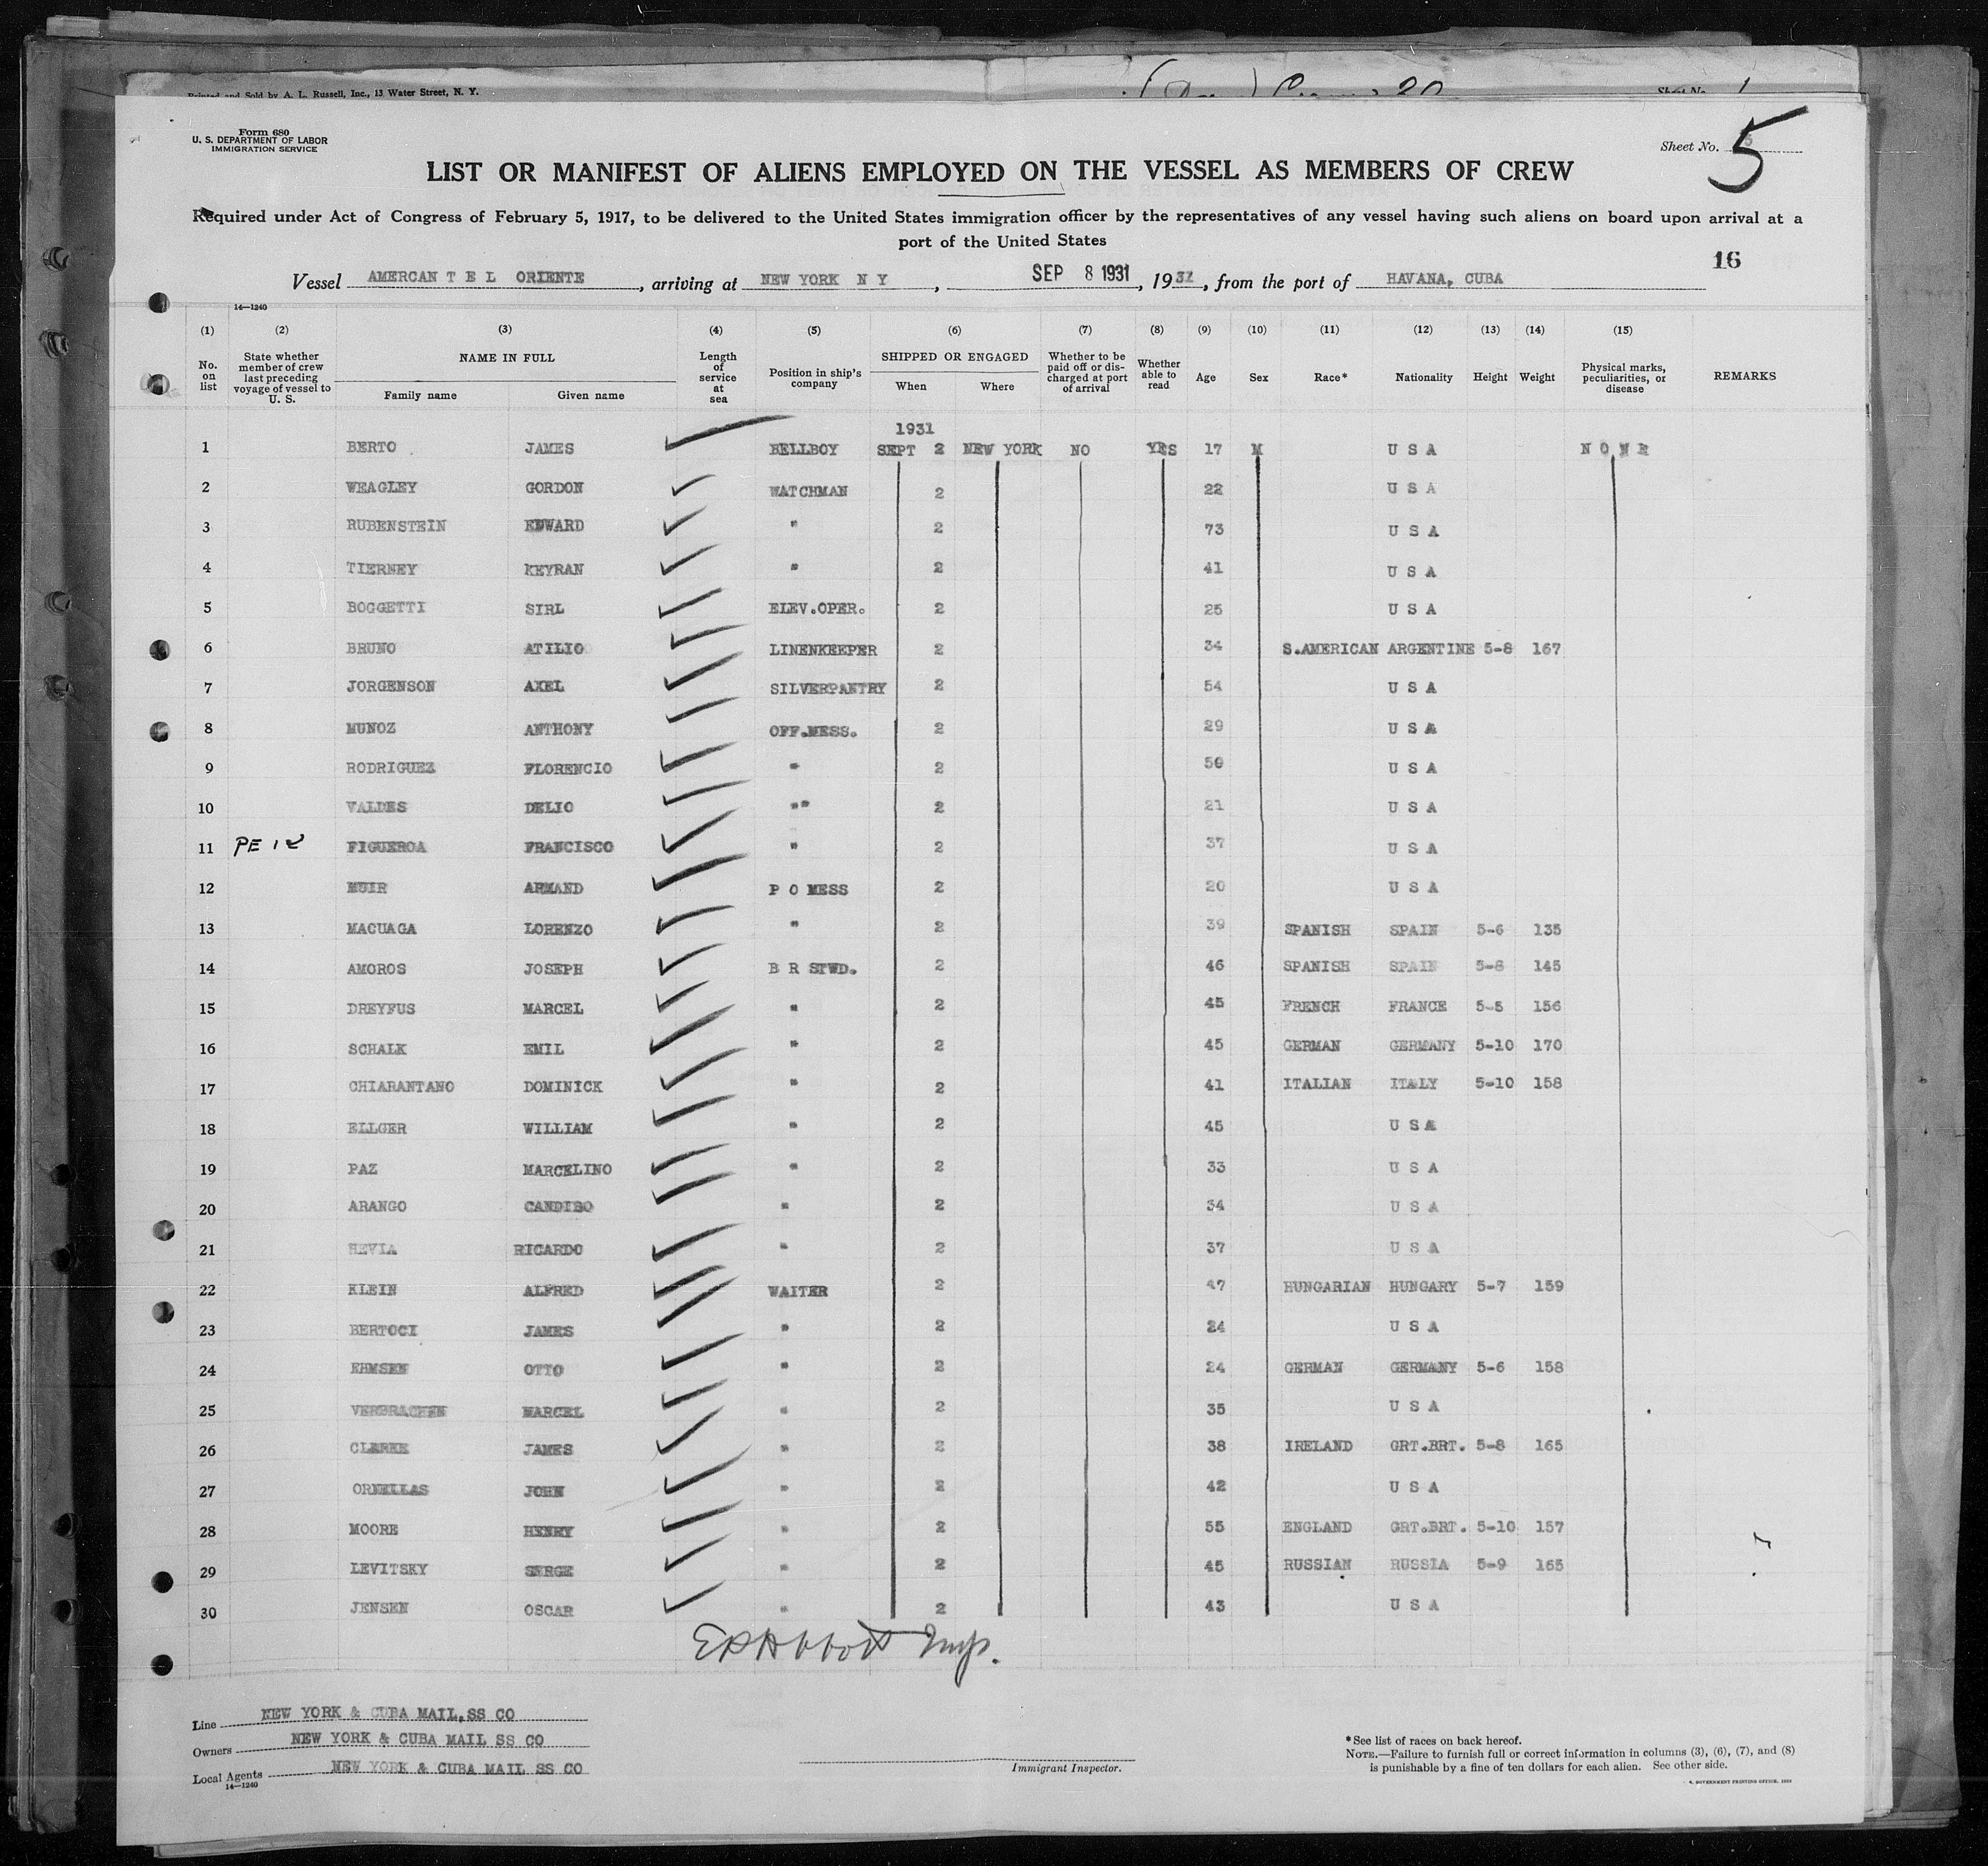 Printed and Sold by A. L. Russell, Inc., 13 Water Street, N. Y.
Sheet No. 1
Form 680
U. S. DEPARTMENT OF LABOR
IMMIGRATION SERVICE
Sheet No. 5
LIST OR MANIFEST OF ALIENS EMPLOYED ON THE VESSEL AS MEMBERS OF CREW
Required under Act of Congress of February 5, 1917, to be delivered to the United States immigration officer by the representatives of any vessel having such aliens on board upon arrival at a
port of the United States
16
Vessel AMERCAN T E L ORIENTE, arriving at NEW YORK N Y, SEP 8 1931, 1931, from the port of HAVANA, CUBA
14—1240
(1) (2) (3) (4) (5) (6) (7) (8) (9) (10) (11) (12) (13) (14) (15)
No. on list State whether member of crew last preceding voyage of vessel to U. S. NAME IN FULL Family name Given name Length of service at sea Position in ship's company SHIPPED OR ENGAGED When Where Whether to be paid off or discharged at port of arrival Whether able to read Age Sex Race* Nationality Height Weight Physical marks, peculiarities, or disease REMARKS
1931
1 BERTO JAMES BELLBOY SEPT 2 NEW YORK NO YES 17 M U S A N O N E
2 WEAGLEY GORDON WATCHMAN 2 22 U S A
3 RUBENSTEIN EDWARD " 2 73 U S A
4 TIERNEY KEYRAN " 2 41 U S A
5 BOGGETTI SIRL ELEV.OPER. 2 25 U S A
6 BRUNO ATILIO LINENKEEPER 2 34 S.AMERICAN ARGENTINE 5-8 167
7 JORGENSON AXEL SILVERPANTRY 2 54 U S A
8 MUNOZ ANTHONY OFF.MESS. 2 29 U S A
9 RODRIGUEZ FLORENCIO " 2 50 U S A
10 VALDES DELIO "" 2 21 U S A
11 PE 12 FIGUEROA FRANCISCO " 2 37 U S A
12 MUIR ARMAND P O MESS 2 20 U S A
13 MACUAGA LORENZO " 2 39 SPANISH SPAIN 5-6 135
14 AMOROS JOSEPH B R STWD. 2 46 SPANISH SPAIN 5-8 145
15 DREYFUS MARCEL " 2 45 FRENCH FRANCE 5-5 156
16 SCHALK EMIL " 2 45 GERMAN GERMANY 5-10 170
17 CHIARANTANO DOMINICK " 2 41 ITALIAN ITALY 5-10 158
18 ELLGER WILLIAM " 2 45 U S A
19 PAZ MARCELINO " 2 33 U S A
20 ARANGO CANDIDO " 2 34 U S A
21 HEVIA RICARDO " 2 37 U S A
22 KLEIN ALFRED WAITER 2 47 HUNGARIAN HUNGARY 5-7 159
23 BERTOCI JAMES " 2 24 U S A
24 EHMSEN OTTO " 2 24 GERMAN GERMANY 5-6 158
25 VERBRACHEN MARCEL " 2 35 U S A
26 CLARKE JAMES " 2 38 IRELAND GRT.BRT. 5-8 165
27 ORNELLAS JOHN " 2 42 U S A
28 MOORE HENRY " 2 55 ENGLAND GRT.BRT. 5-10 157
29 LEVITSKY SERGE " 2 45 RUSSIAN RUSSIA 5-9 165
30 JENSEN OSCAR " 2 43 U S A
E P Abbott Insp.
Line NEW YORK & CUBA MAIL,SS CO
Owners NEW YORK & CUBA MAIL SS CO
Local Agents NEW YORK & CUBA MAIL SS CO
14—1240
Immigrant Inspector.
*See list of races on back hereof.
NOTE.—Failure to furnish full or correct information in columns (3), (6), (7), and (8)
is punishable by a fine of ten dollars for each alien. See other side.
GOVERNMENT PRINTING OFFICE